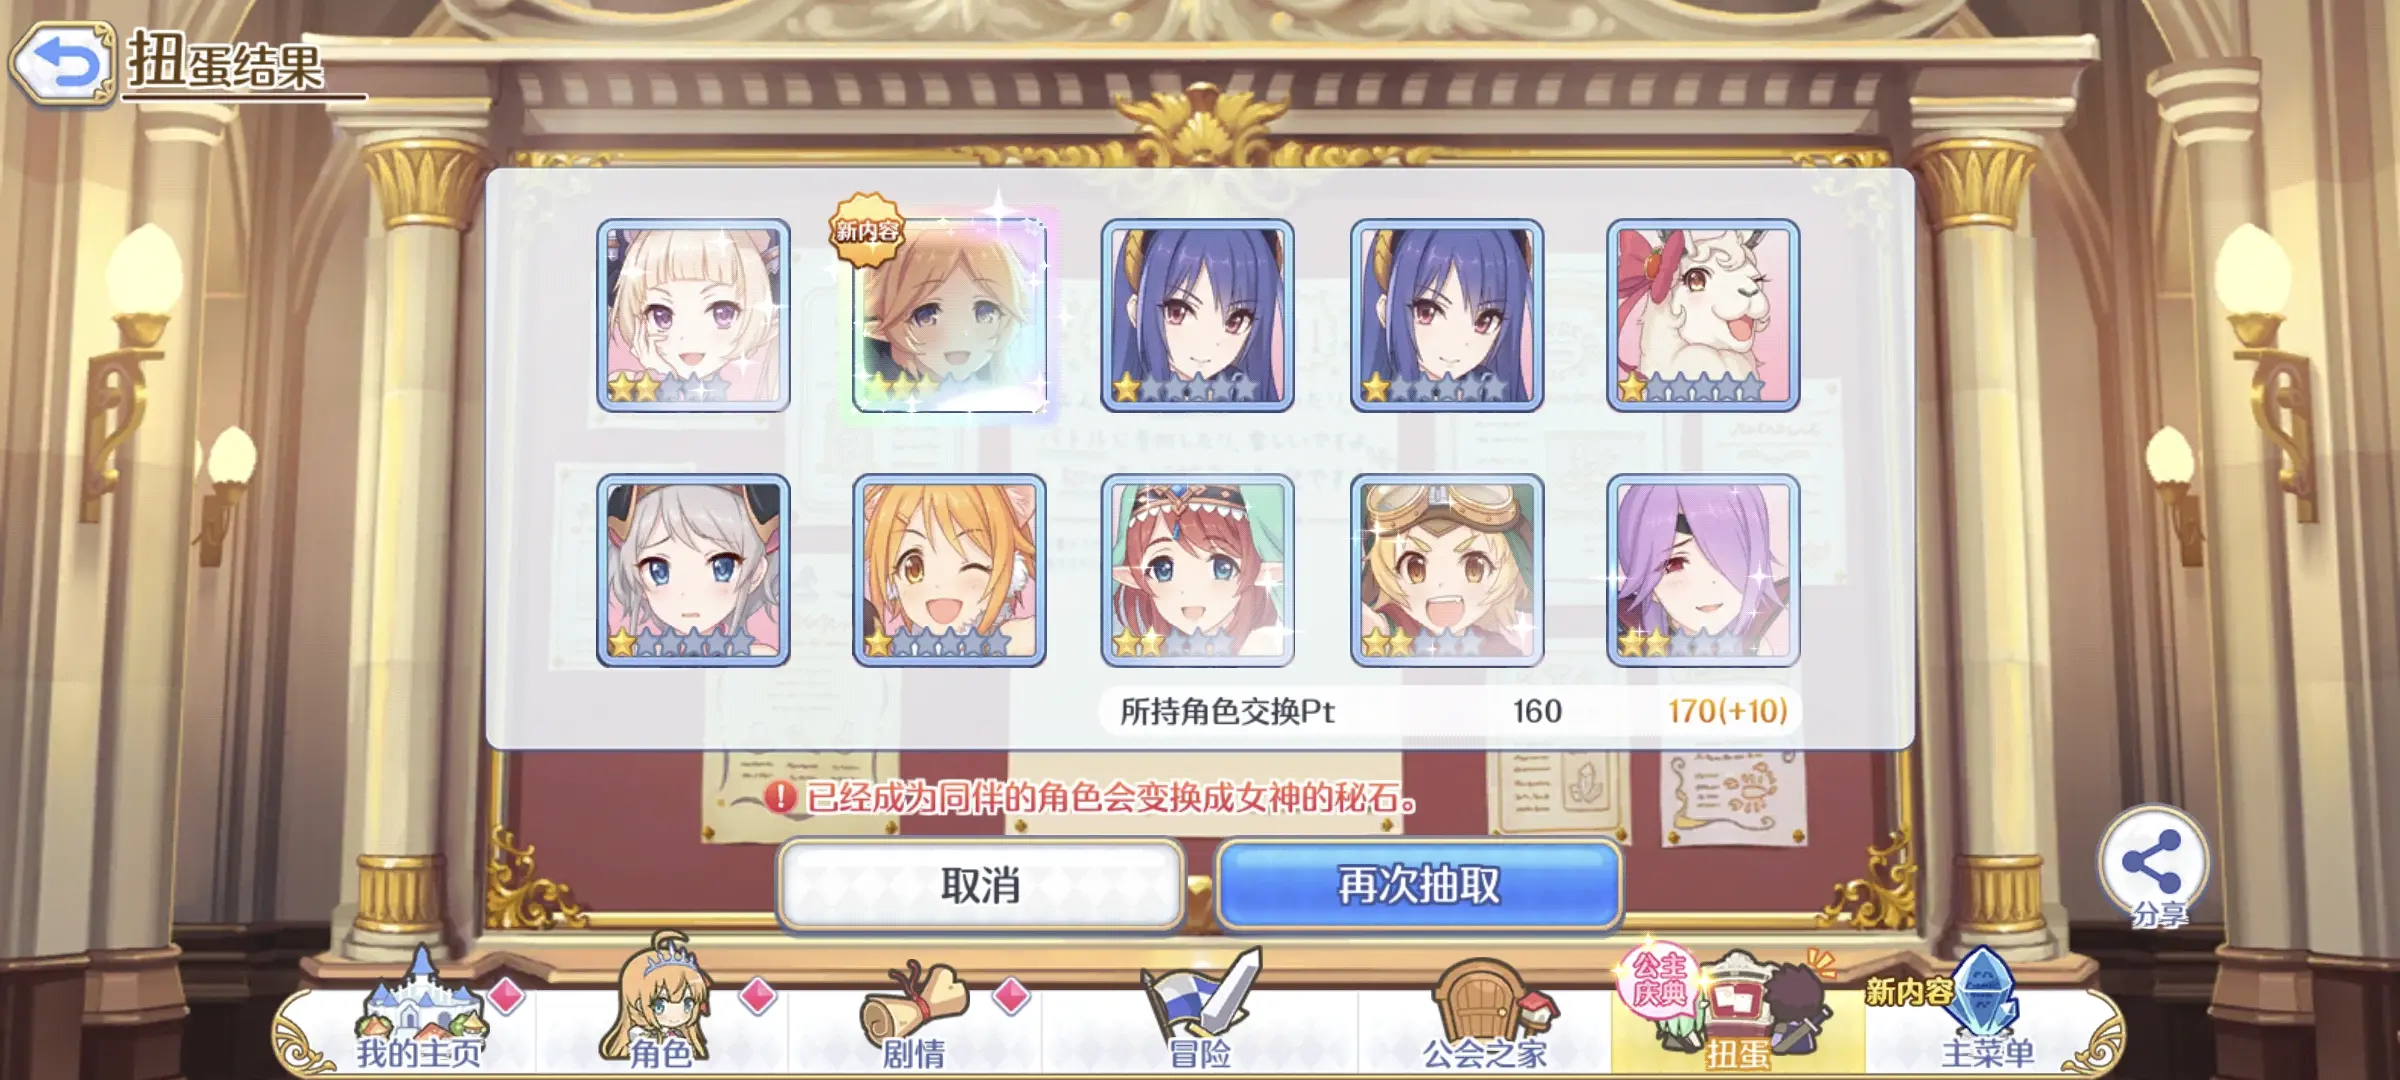 扭蛋结果
新内容
所持角色交换Pt 160 170(+10)
已经成为同伴的角色会变换成女神的秘石。
取消
再次抽取
分享
我的主页
角色
剧情
冒险
公会之家
公主
庆典
扭蛋
新内容
主菜单